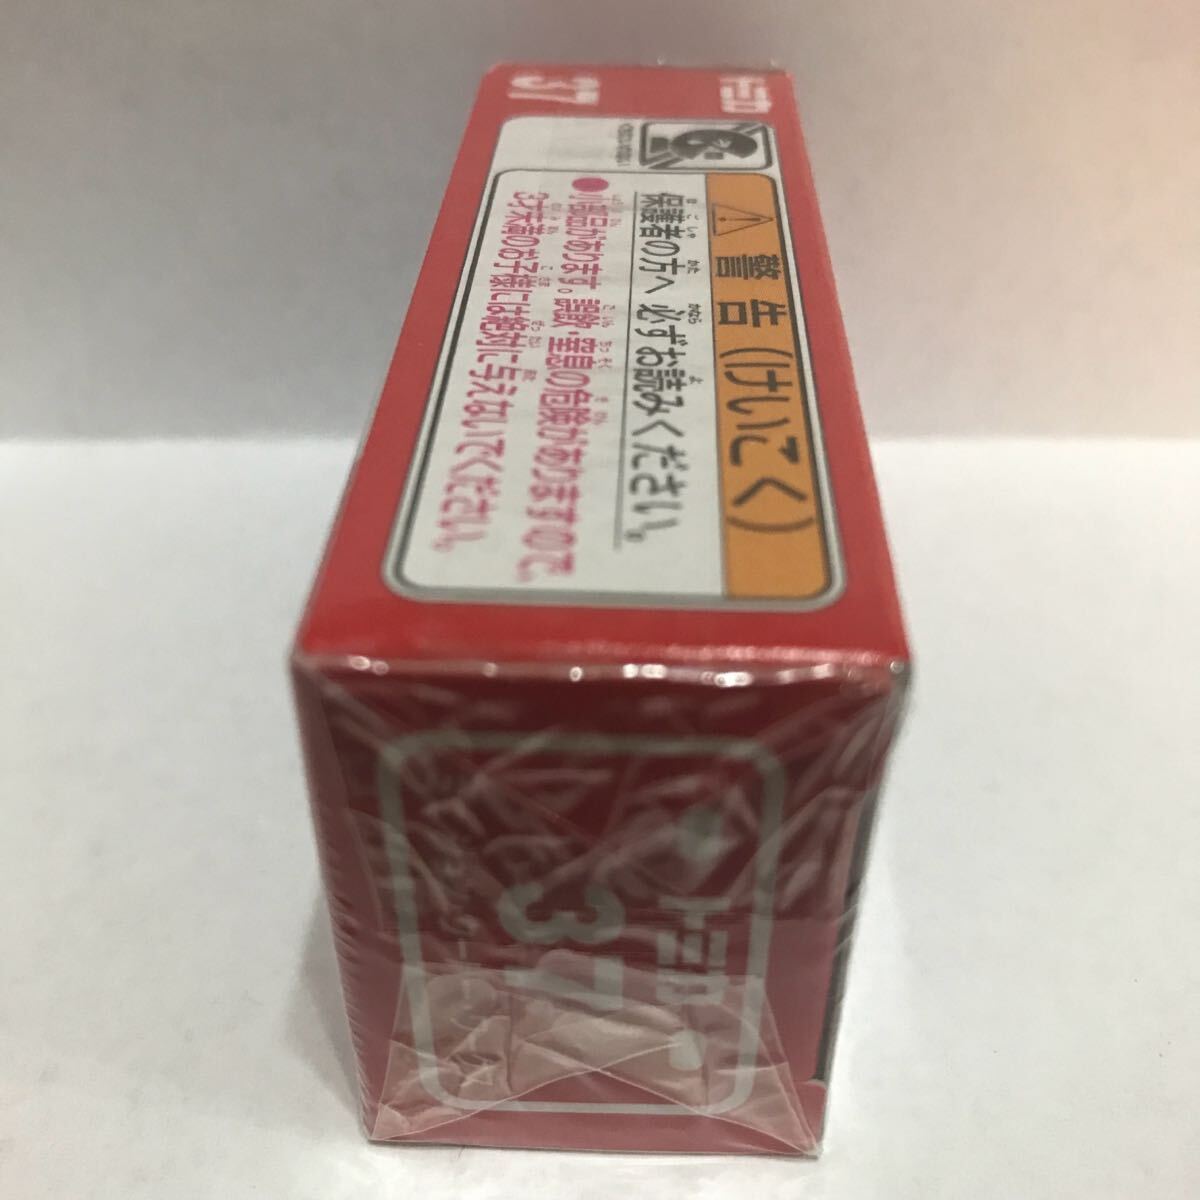 トミカ
37
警告(けいこく)
保護者の方へ 必ずお読みください。
●小部品があります。誤飲・窒息の危険がありますので、
3才未満のお子様には絶対に与えないでください。
トミカ
37